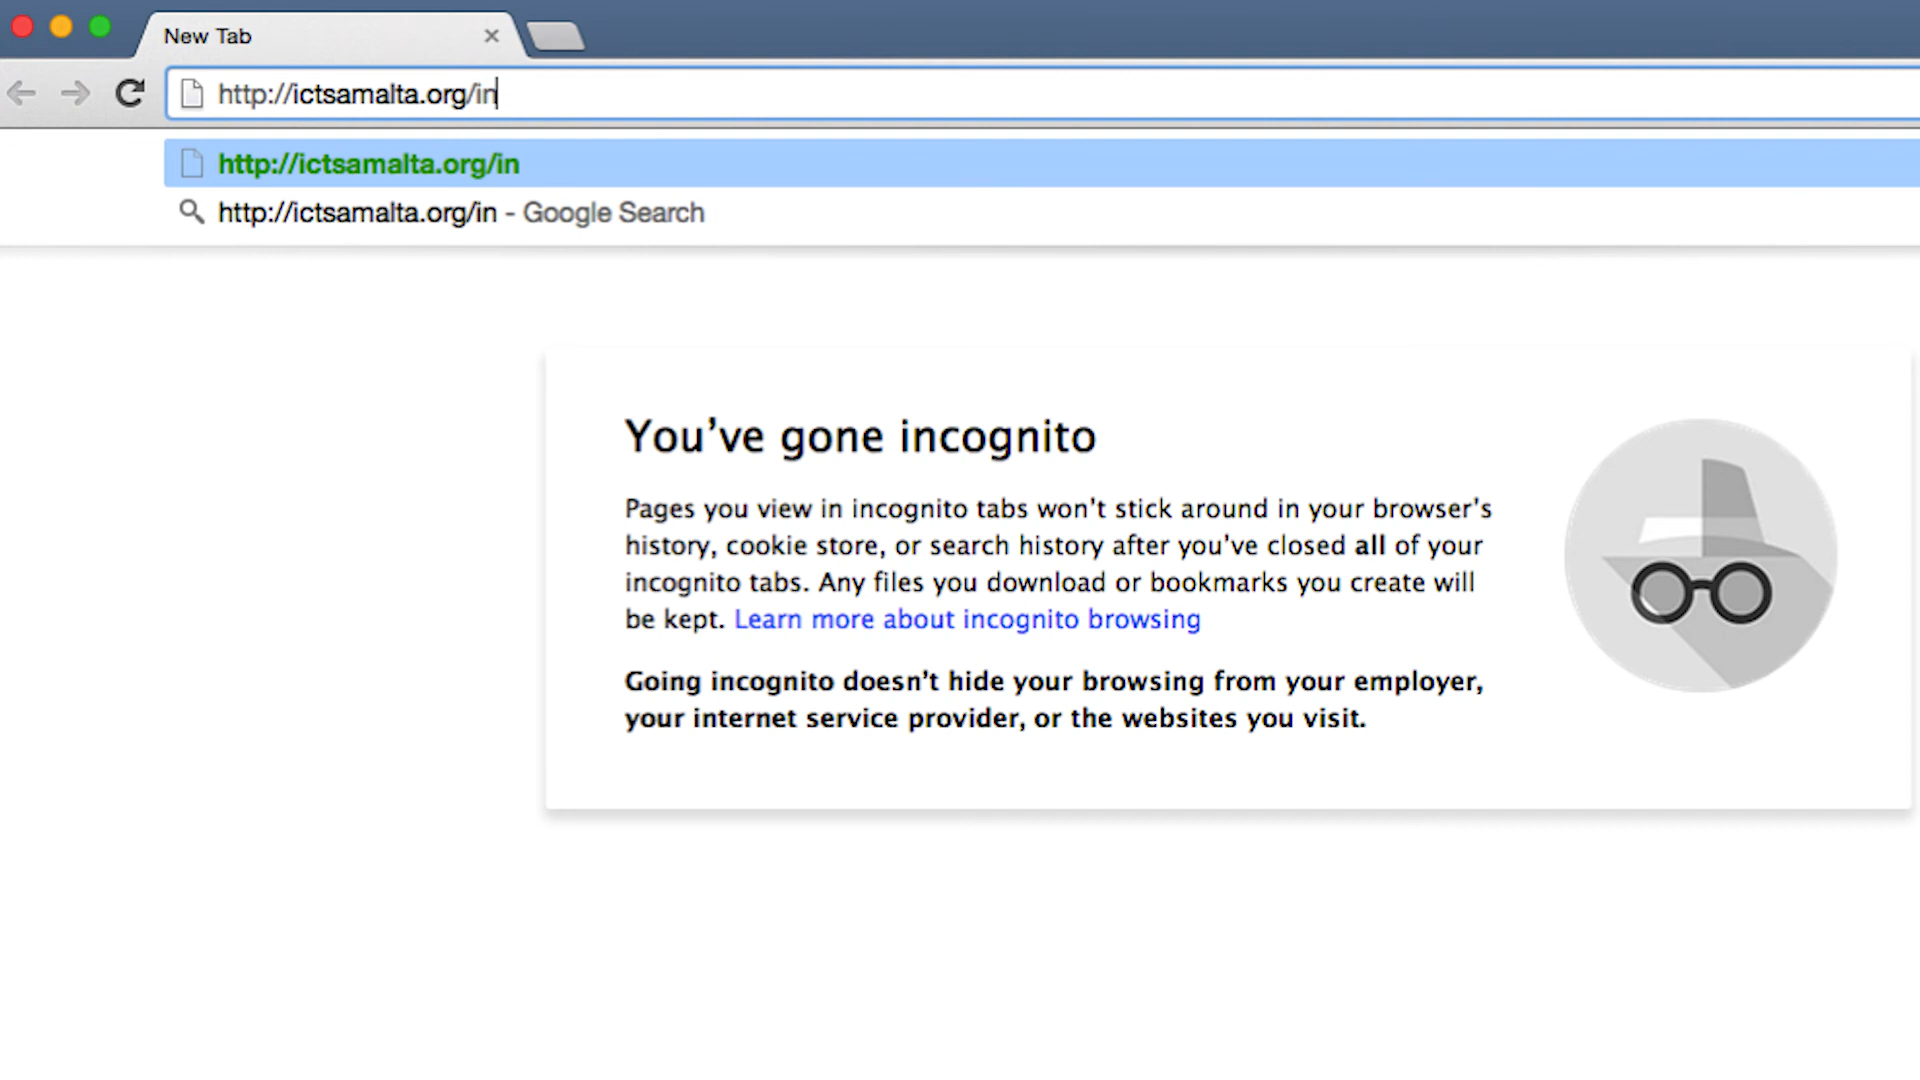 New Tab
http://ictsamalta.org/in
http://ictsamalta.org/in
http://ictsamalta.org/in - Google Search
You’ve gone incognito
Pages you view in incognito tabs won’t stick around in your browser’s
history, cookie store, or search history after you’ve closed all of your
incognito tabs. Any files you download or bookmarks you create will
be kept. Learn more about incognito browsing
Going incognito doesn’t hide your browsing from your employer,
your internet service provider, or the websites you visit.